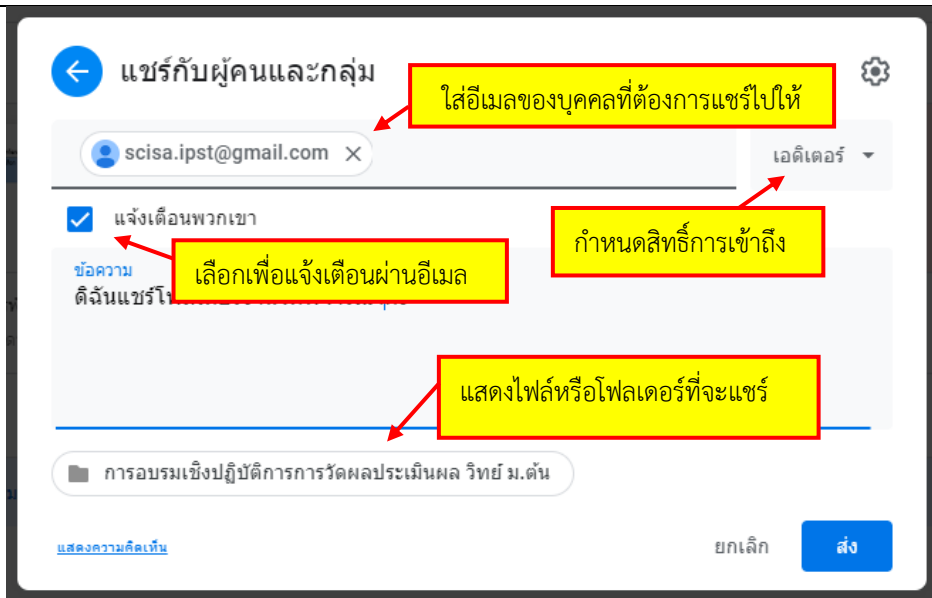 แชร์กับผู้คนและกลุ่ม
ใส่อีเมลของบุคคลที่ต้องการแชร์ไปให้
scisa.ipst@gmail.com
เอดิเตอร์
แจ้งเตือนพวกเขา
กำหนดสิทธิ์การเข้าถึง
เลือกเพื่อแจ้งเตือนผ่านอีเมล
ข้อความ
ดิฉันแชร์
แสดงไฟล์หรือโฟลเดอร์ที่จะแชร์
การอบรมเชิงปฏิบัติการการวัดผลประเมินผล วิทย์ ม.ต้น
แสดงความคิดเห็น
ยกเลิก
ส่ง